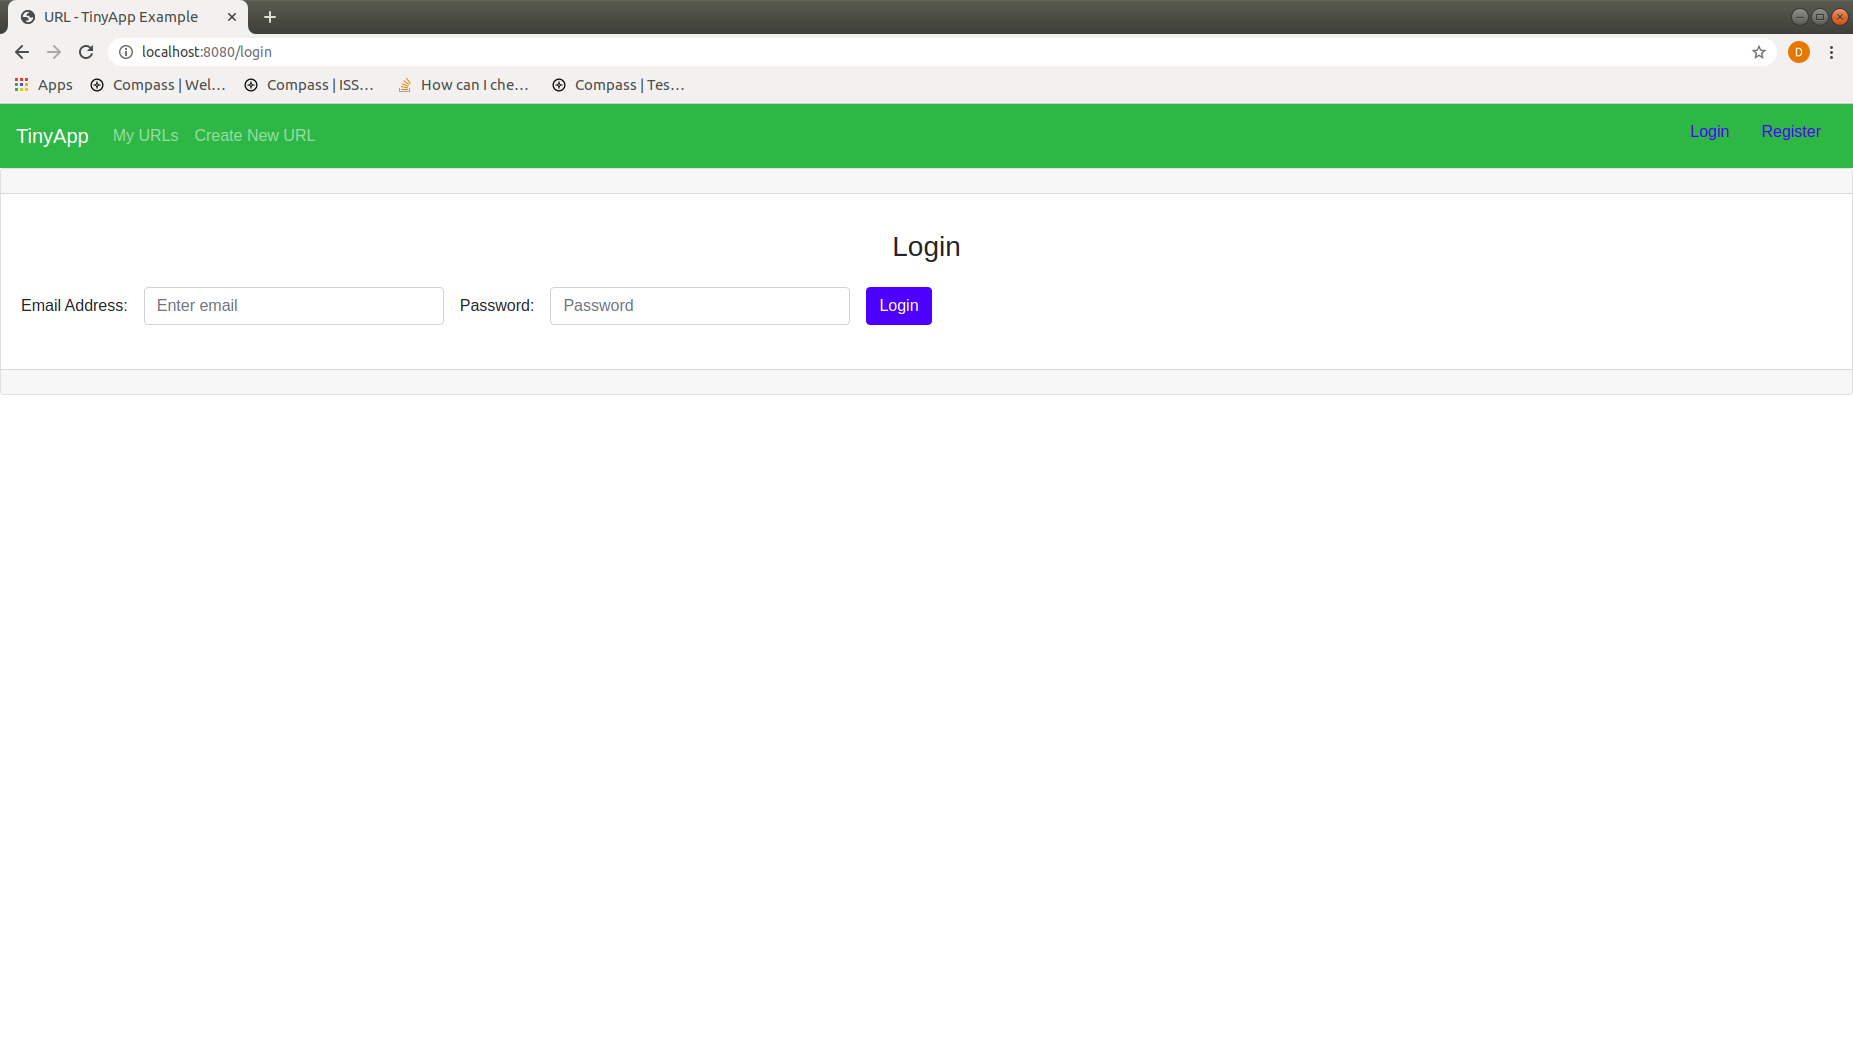 URL - TinyApp Example
localhost:8080/login
D
Apps Compass | Wel... Compass | ISS... How can I che... Compass | Tes...
TinyApp My URLs Create New URL Login Register
Login
Email Address: Enter email Password: Password Login